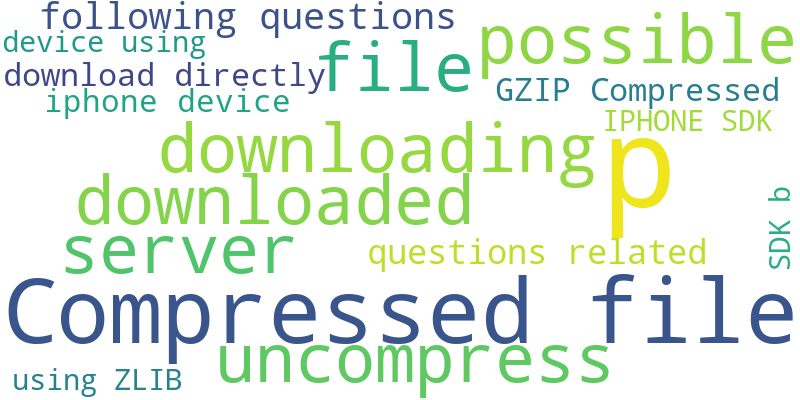 following questions
device using
file
possible
download directly
GZIP Compressed
iphone device
IPHONE SDK
downloading
p
downloaded
SDK b
server
questions related
Compressed file
uncompress
using ZLIB